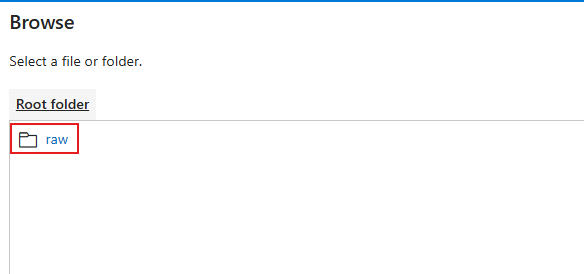 Browse
Select a file or folder.
Root folder
raw